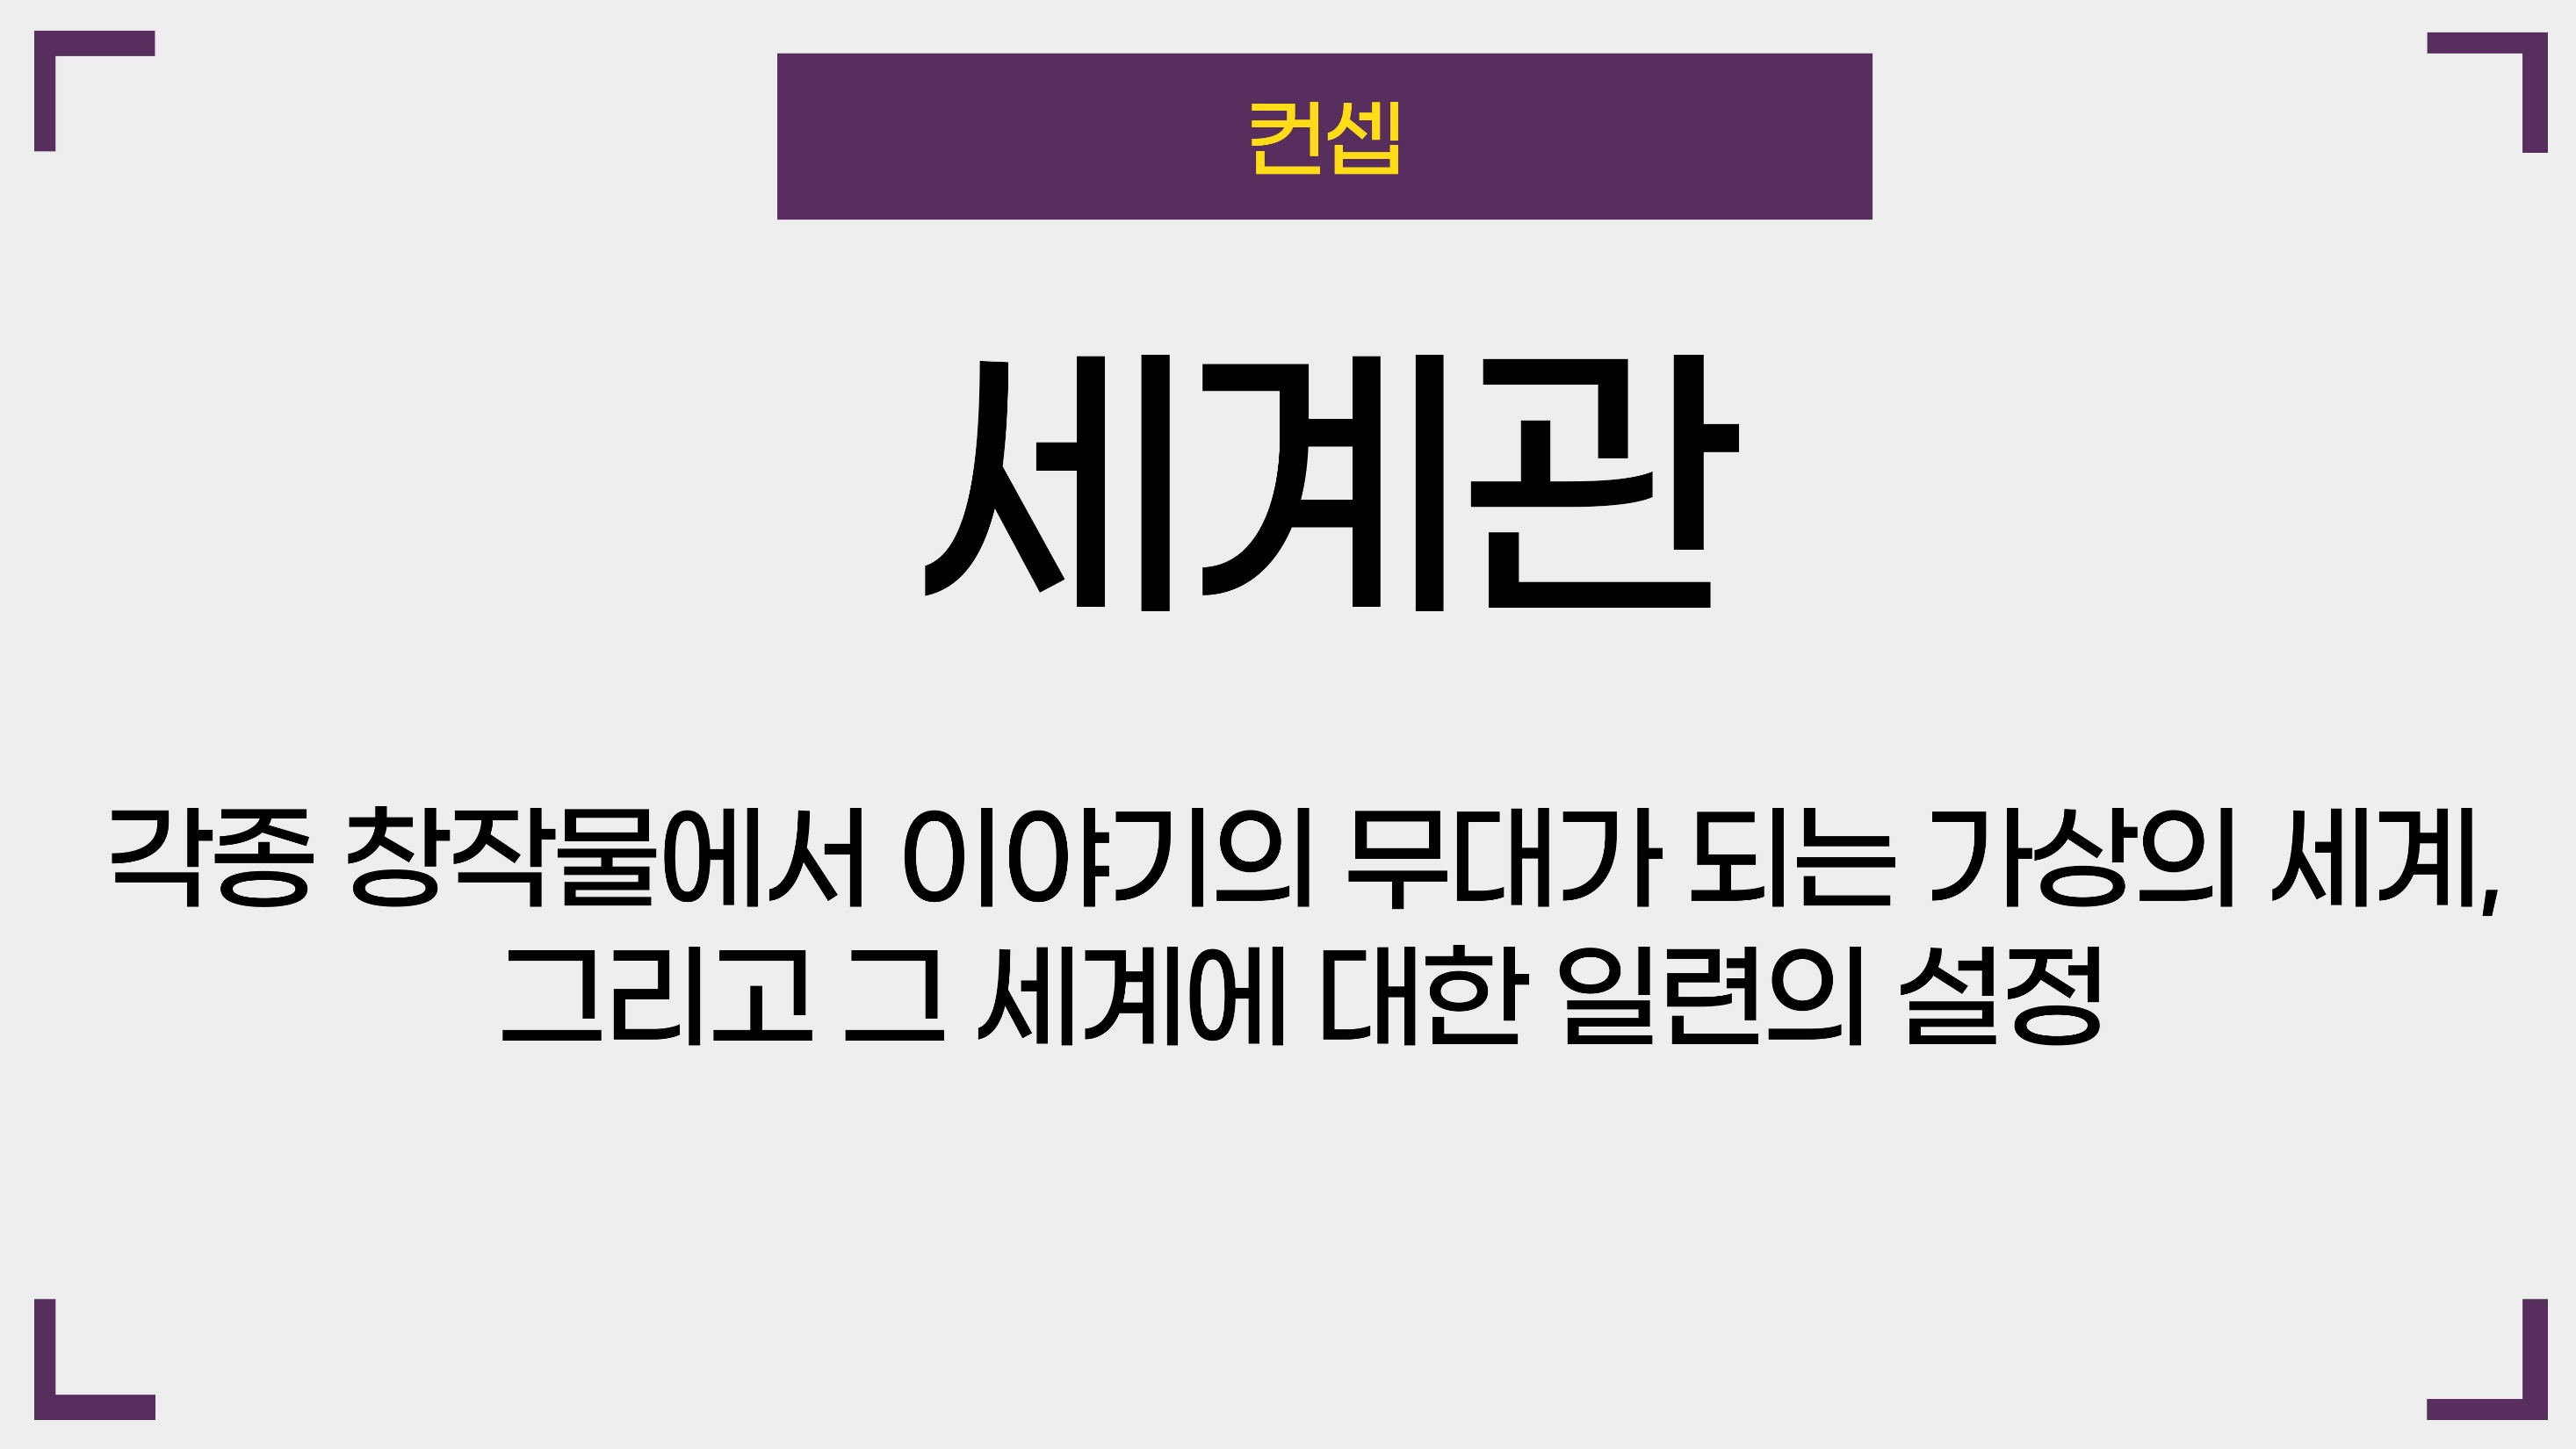 컨셉
세계관
각종 창작물에서 이야기의 무대가 되는 가상의 세계,
그리고 그 세계에 대한 일련의 설정